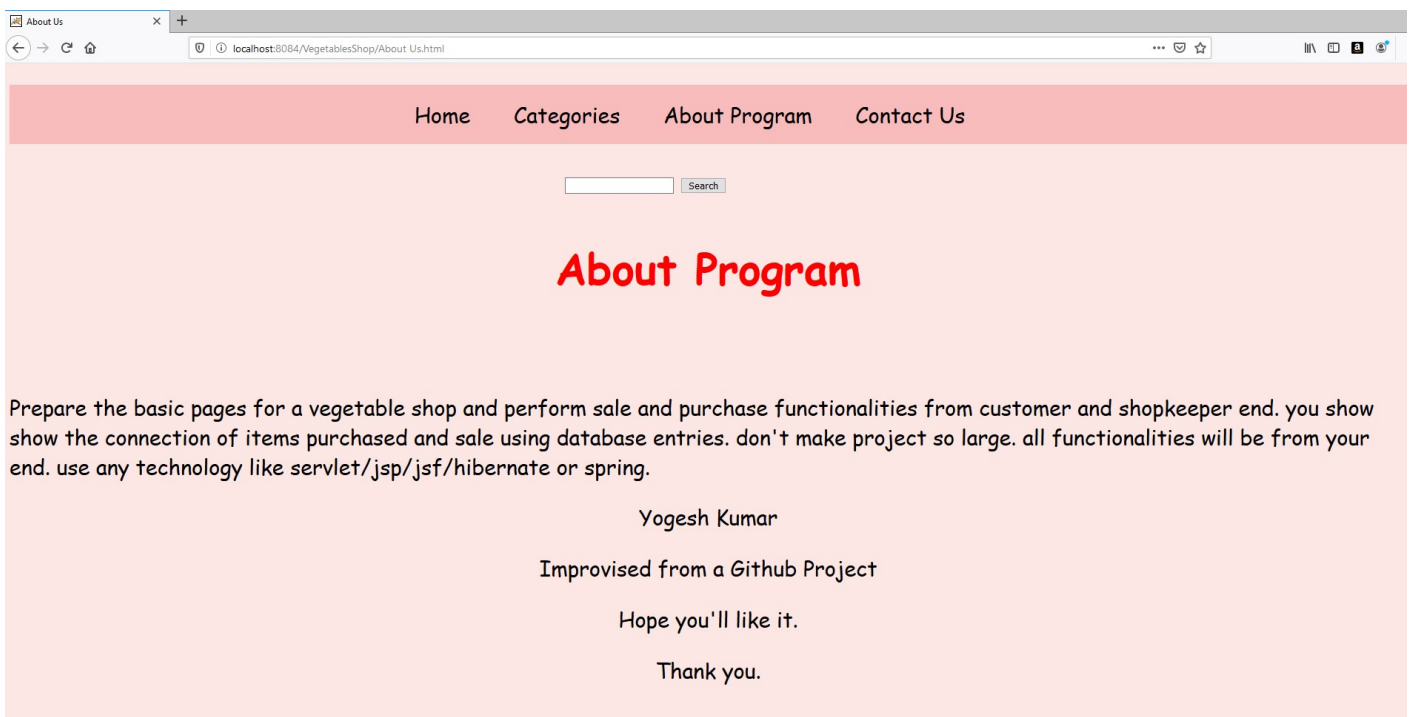 About Us
localhost:8084/VegetablesShop/About Us.html
Home Categories About Program Contact Us
Search
About Program
Prepare the basic pages for a vegetable shop and perform sale and purchase functionalities from customer and shopkeeper end. you show
show the connection of items purchased and sale using database entries. don't make project so large. all functionalities will be from your
end. use any technology like servlet/jsp/jsf/hibernate or spring.
Yogesh Kumar
Improvised from a Github Project
Hope you'll like it.
Thank you.